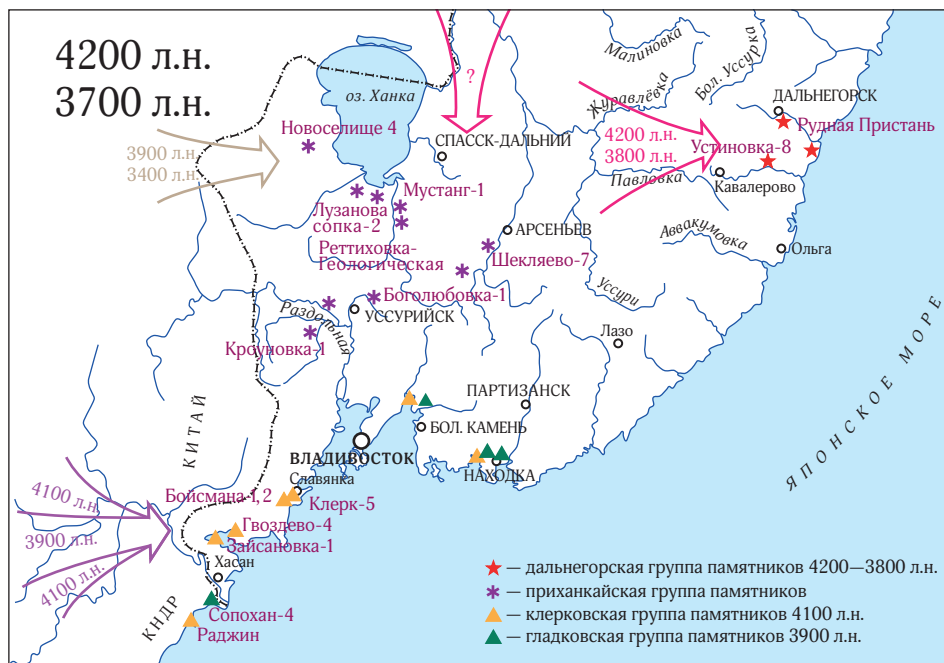 4200 л.н.
3700 л.н.
оз. Ханка
?
Малиновка
Бол. Уссурка
Журавлёвка
ДАЛЬНЕГОРСК
Рудная Пристань
4200 л.н.
3800 л.н.
Устиновка-8
Павловка
Кавалерово
Новоселище 4
СПАССК-ДАЛЬНИЙ
3900 л.н.
3400 л.н.
Мустанг-1
Лузанова
сопка-2
Реттиховка-
Геологическая
АРСЕНЬЕВ
Шекляево-7
Аввакумовка
Ольга
Уссури
Боголюбовка-1
Раздольная
УССУРИЙСК
Кроуновка-1
Лазо
ПАРТИЗАНСК
БОЛ. КАМЕНЬ
КИТАЙ
ВЛАДИВОСТОК
НАХОДКА
ЯПОНСКОЕ МОРЕ
Славянка
Бойсмана-1,2
Клерк-5
4100 л.н.
3900 л.н.
4100 л.н.
Гвоздево-4
Зайсановка-1
Хасан
КНДР
Сопохан-4
Раджин
— дальнегорская группа памятников 4200—3800 л.н.
— приханкайская группа памятников
— клерковская группа памятников 4100 л.н.
— гладковская группа памятников 3900 л.н.